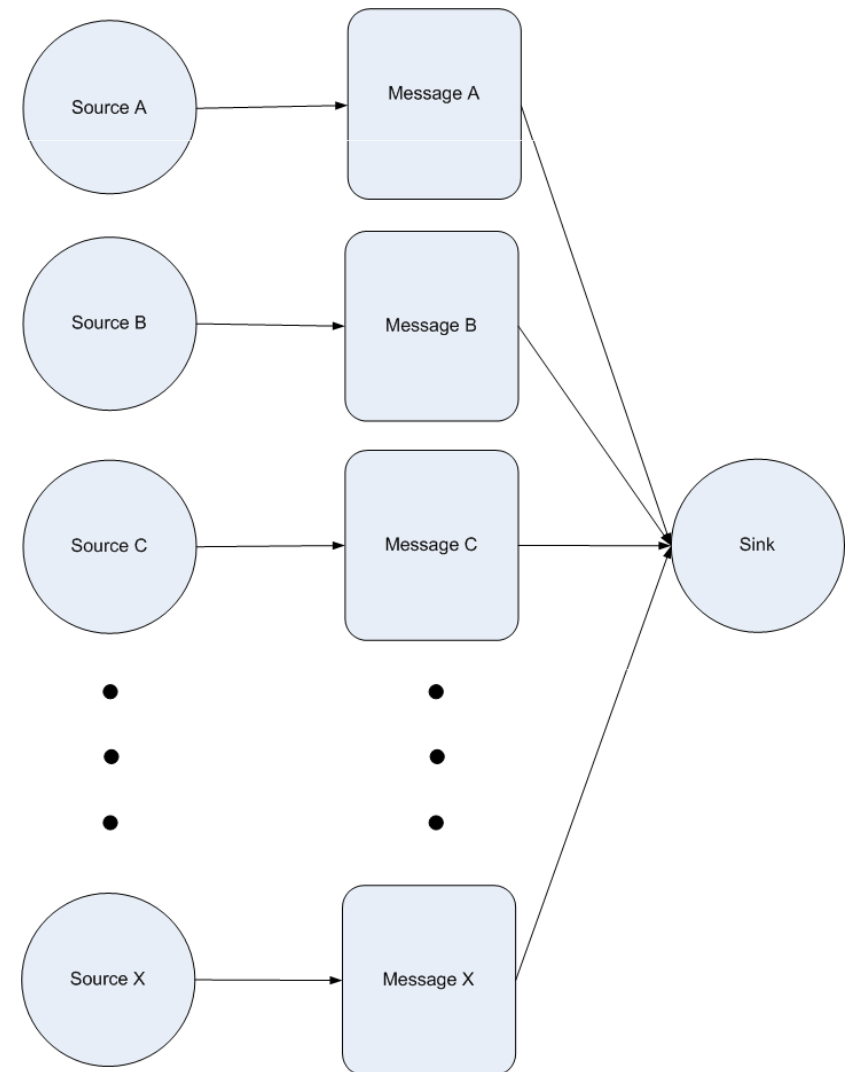 Source A
Message A
Source B
Message B
Source C
Message C
Sink
Source X
Message X